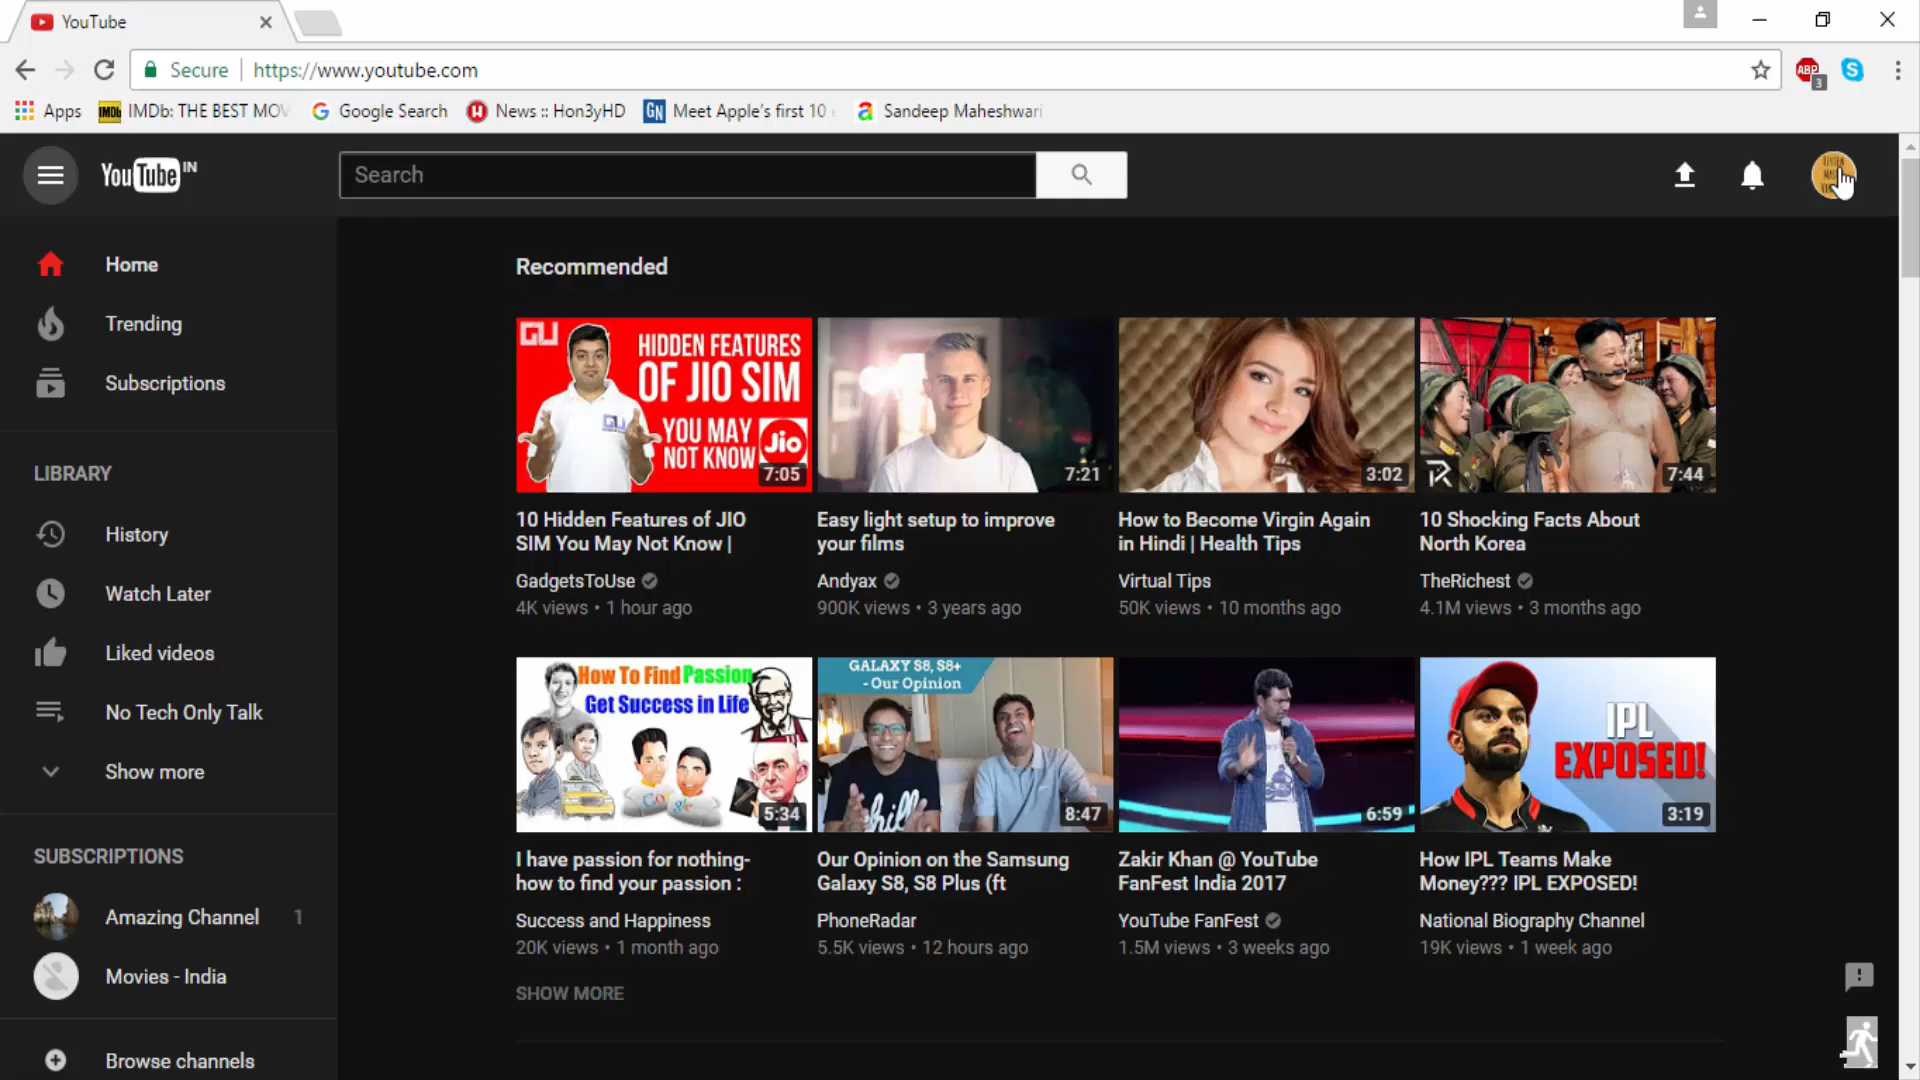 YouTube
Secure
https://www.youtube.com
ABP
3
Apps
IMDb
IMDb: THE BEST MOV
Google Search
News :: Hon3yHD
GN
Meet Apple's first 10
Sandeep Maheshwari
YouTube IN
Search
Home
Trending
Subscriptions
LIBRARY
History
Watch Later
Liked videos
No Tech Only Talk
Show more
SUBSCRIPTIONS
Amazing Channel 1
Movies - India
Browse channels
Recommended
GU
HIDDEN FEATURES
OF JIO SIM
YOU MAY
NOT KNOW
Jio
7:05
10 Hidden Features of JIO
SIM You May Not Know |
GadgetsToUse
4K views • 1 hour ago
7:21
Easy light setup to improve
your films
Andyax
900K views • 3 years ago
3:02
How to Become Virgin Again
in Hindi | Health Tips
Virtual Tips
50K views • 10 months ago
7:44
10 Shocking Facts About
North Korea
TheRichest
4.1M views • 3 months ago
How To Find Passion
Get Success in Life
Google
5:34
I have passion for nothing-
how to find your passion :
Success and Happiness
20K views • 1 month ago
GALAXY S8, S8+
- Our Opinion
chill
8:47
Our Opinion on the Samsung
Galaxy S8, S8 Plus (ft
PhoneRadar
5.5K views • 12 hours ago
6:59
Zakir Khan @ YouTube
FanFest India 2017
YouTube FanFest
1.5M views • 3 weeks ago
IPL
EXPOSED!
3:19
How IPL Teams Make
Money??? IPL EXPOSED!
National Biography Channel
19K views • 1 week ago
SHOW MORE